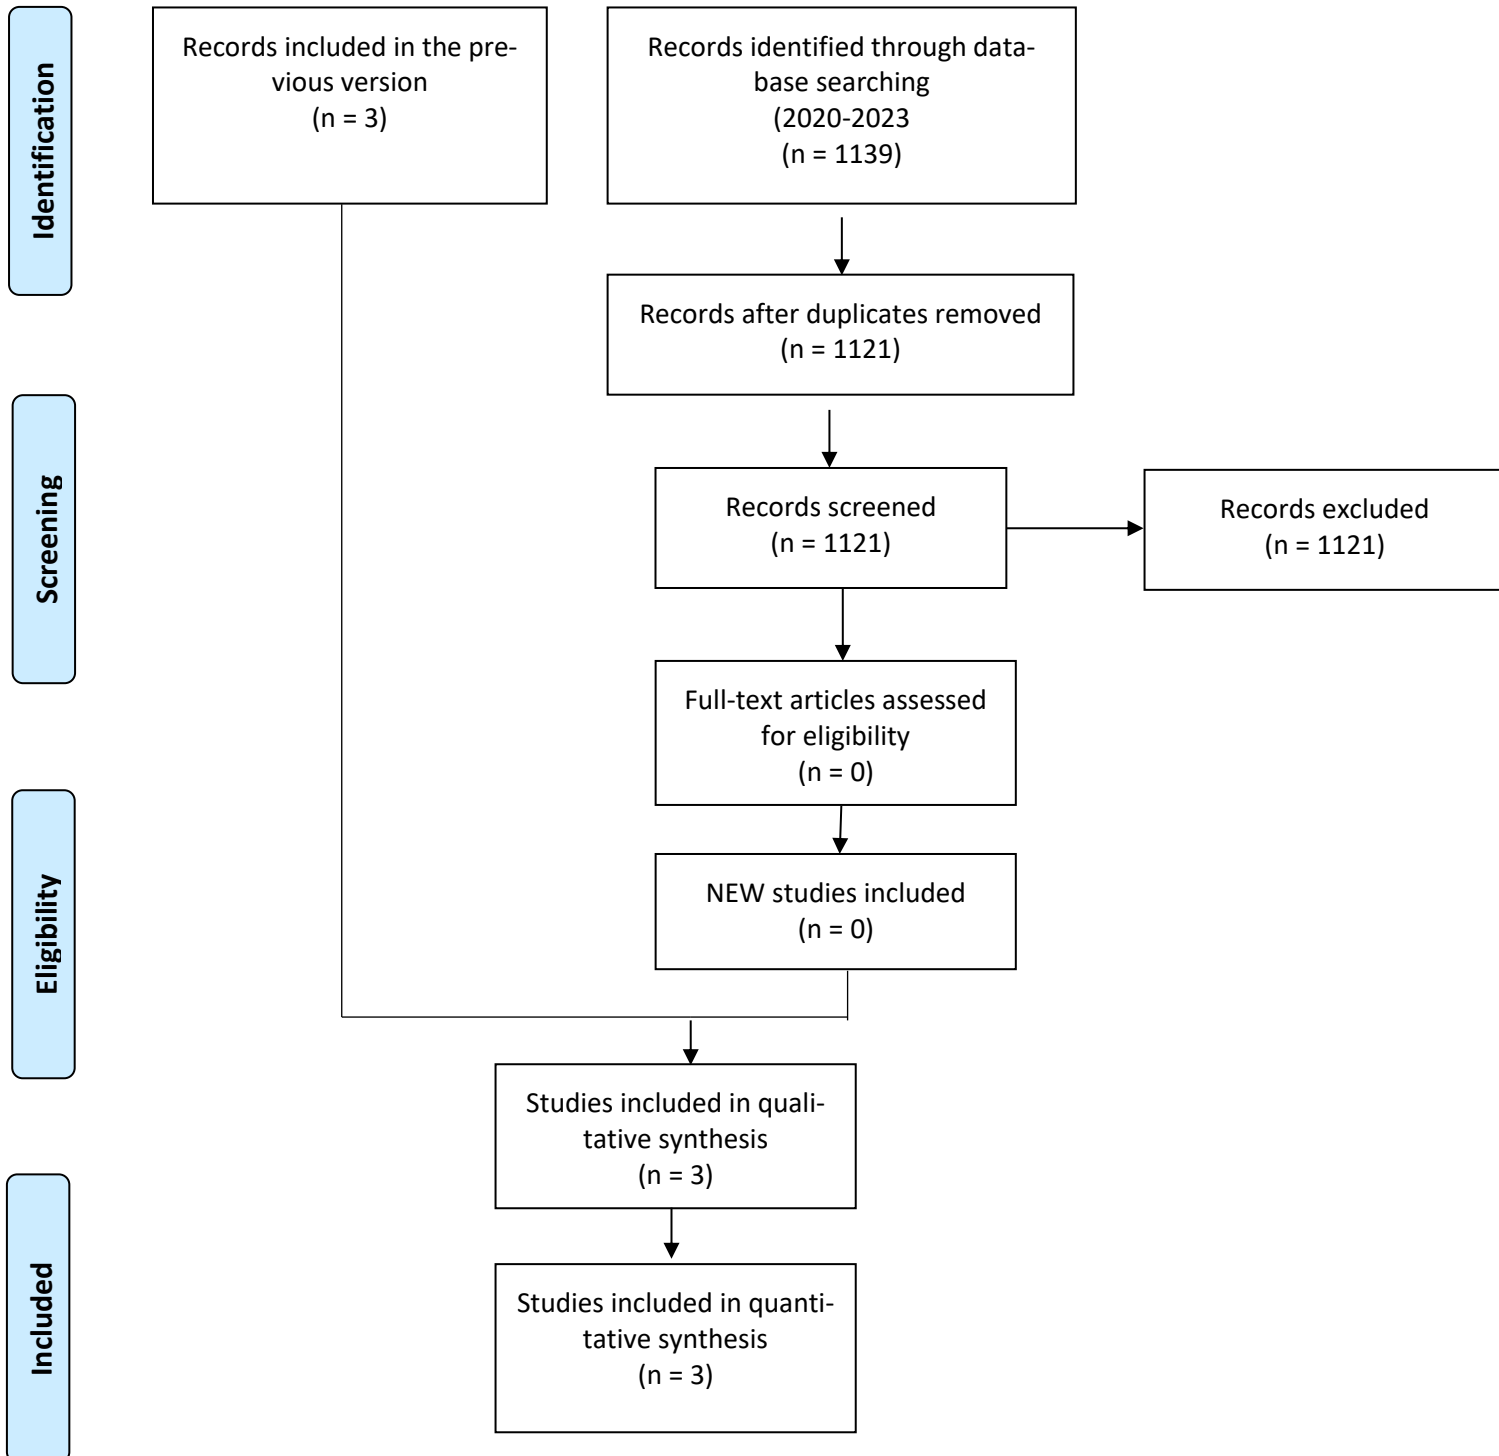 Identification
Records included in the pre-
vious version
(n = 3)
Records identified through data-
base searching
(2020-2023
(n = 1139)
Records after duplicates removed
(n = 1121)
Screening
Records screened
(n = 1121)
Records excluded
(n = 1121)
Full-text articles assessed
for eligibility
(n = 0)
Eligibility
NEW studies included
(n = 0)
Studies included in quali-
tative synthesis
(n = 3)
Included
Studies included in quanti-
tative synthesis
(n = 3)